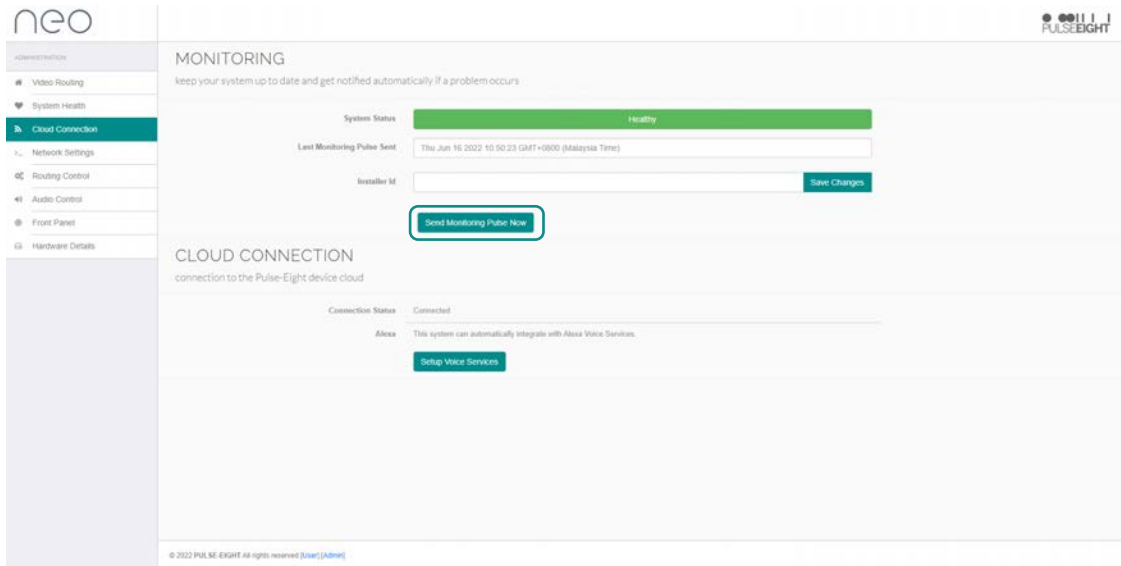 neo
PULSEEIGHT
ADMINISTRATION
Video Routing
System Health
Cloud Connection
Network Settings
Routing Control
Audio Control
Front Panel
Hardware Details
MONITORING
keep your system up to date and get notified automatically if a problem occurs
System Status Healthy
Last Monitoring Pulse Sent Thu Jun 16 2022 10:50:23 GMT+0800 (Malaysia Time)
Installer Id Save Changes
Send Monitoring Pulse Now
CLOUD CONNECTION
connection to the Pulse-Eight device cloud
Connection Status Connected
Alexa This system can automatically integrate with Alexa Voice Services.
Setup Voice Services
© 2022 PULSE-EIGHT All rights reserved [User] [Admin]